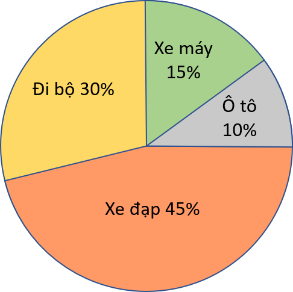 Xe máy
15%
Đi bộ 30%
Ô tô
10%
Xe đạp 45%